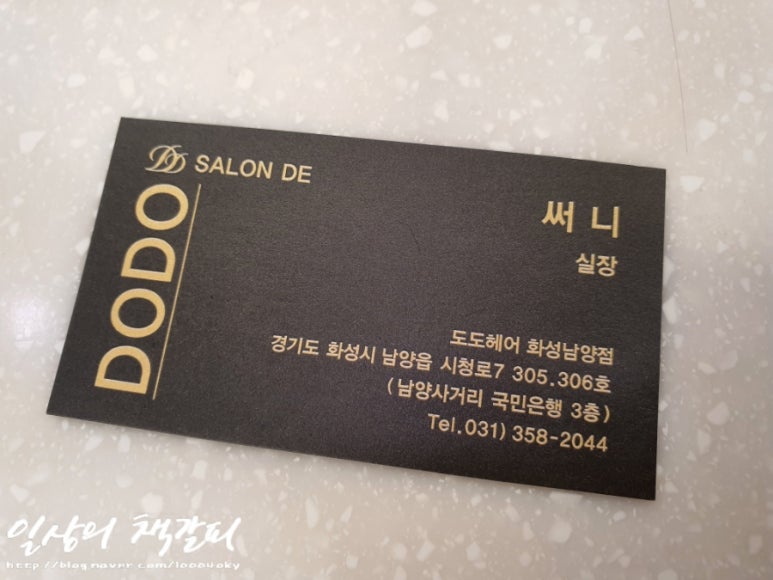 SALON DE
DODO
써니
실장
도도헤어 화성남양점
경기도 화성시 남양읍 시청로7 305.306호
(남양사거리 국민은행 3층)
Tel.031) 358-2044
일상의 책갈피